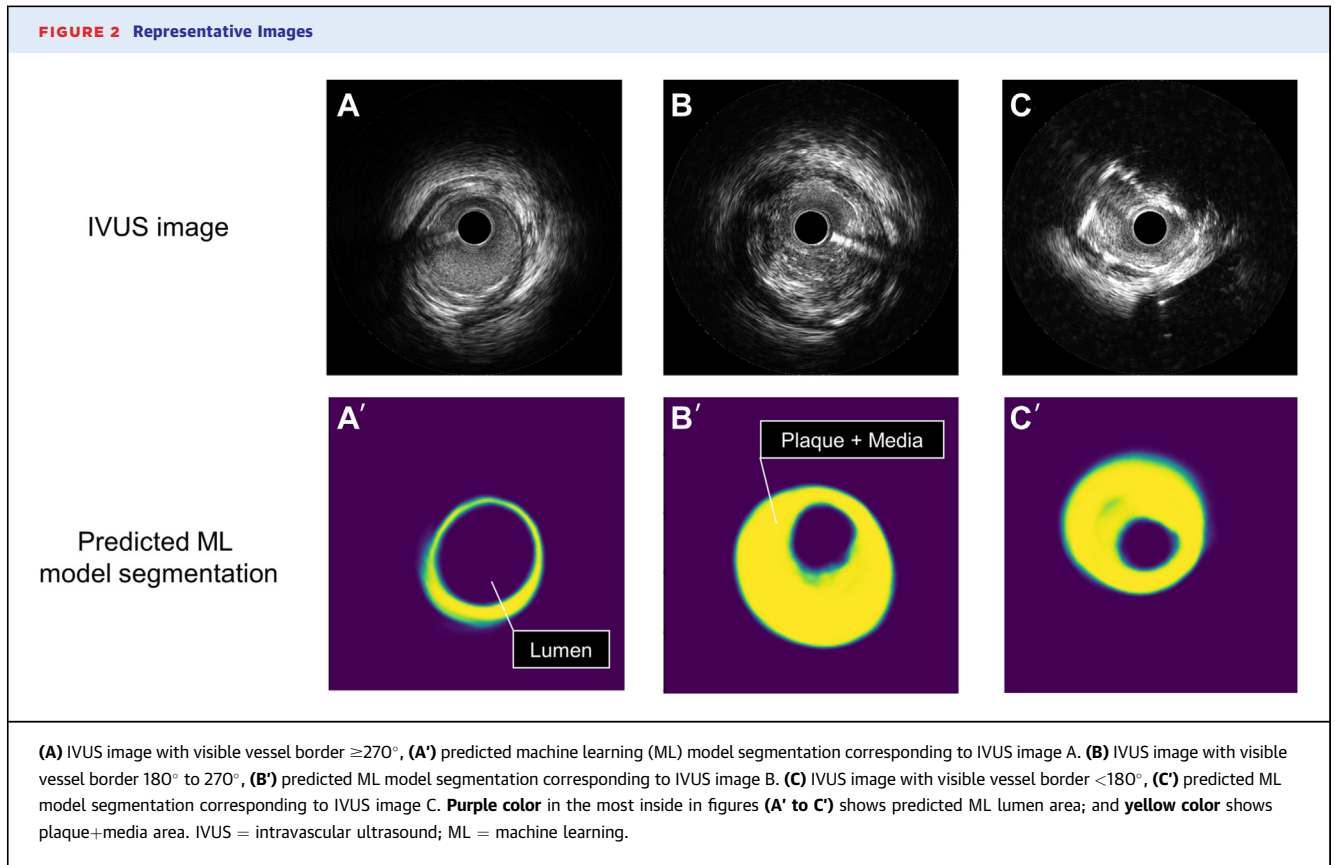 FIGURE 2 Representative Images
A
B
C
IVUS image
A′
B′
C′
Plaque + Media
Predicted ML
model segmentation
Lumen
(A) IVUS image with visible vessel border ≥270°, (A') predicted machine learning (ML) model segmentation corresponding to IVUS image A. (B) IVUS image with visible
vessel border 180° to 270°, (B') predicted ML model segmentation corresponding to IVUS image B. (C) IVUS image with visible vessel border <180°, (C') predicted ML
model segmentation corresponding to IVUS image C. Purple color in the most inside in figures (A' to C') shows predicted ML lumen area; and yellow color shows
plaque+media area. IVUS = intravascular ultrasound; ML = machine learning.